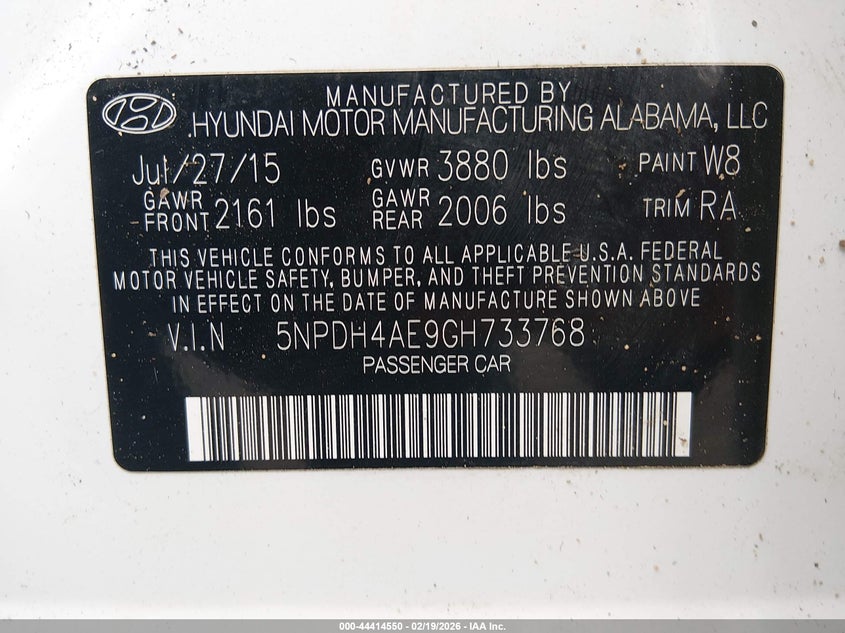 MANUFACTURED BY
HYUNDAI MOTOR MANUFACTURING ALABAMA, LLC
Jul/27/15 GVWR 3880 lbs PAINT W8
GAWR FRONT 2161 lbs GAWR REAR 2006 lbs TRIM RA
THIS VEHICLE CONFORMS TO ALL APPLICABLE U.S.A. FEDERAL
MOTOR VEHICLE SAFETY, BUMPER, AND THEFT PREVENTION STANDARDS
IN EFFECT ON THE DATE OF MANUFACTURE SHOWN ABOVE
V.I.N 5NPDH4AE9GH733768
PASSENGER CAR
000-44414550 - 02/19/2026 - IAA Inc.